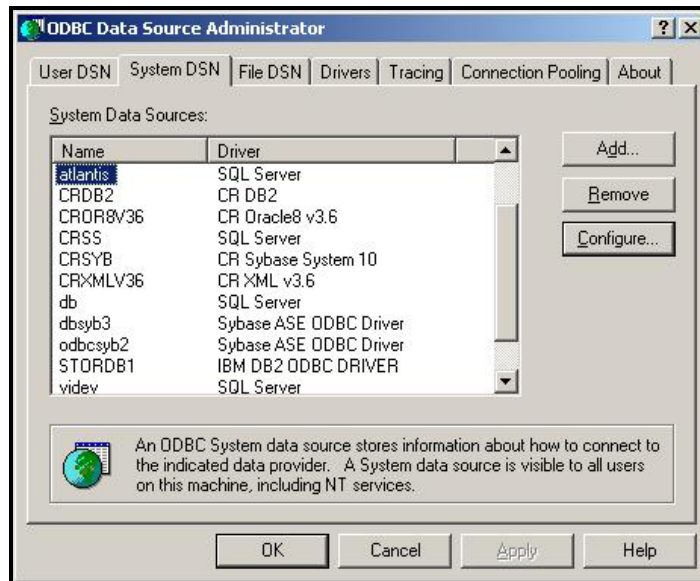 ODBC Data Source Administrator
User DSN System DSN File DSN Drivers Tracing Connection Pooling About
System Data Sources:
Name Driver
atlantis SQL Server
CRDB2 CR DB2
CROR8V36 CR Oracle8 v3.6
CRSS SQL Server
CRSYB CR Sybase System 10
CRXMLV36 CR XML v3.6
db SQL Server
dbsyb3 Sybase ASE ODBC Driver
odbcsyb2 Sybase ASE ODBC Driver
STORDB1 IBM DB2 ODBC DRIVER
videv SQL Server
Add...
Remove
Configure...
An ODBC System data source stores information about how to connect to
the indicated data provider. A System data source is visible to all users
on this machine, including NT services.
OK Cancel Apply Help